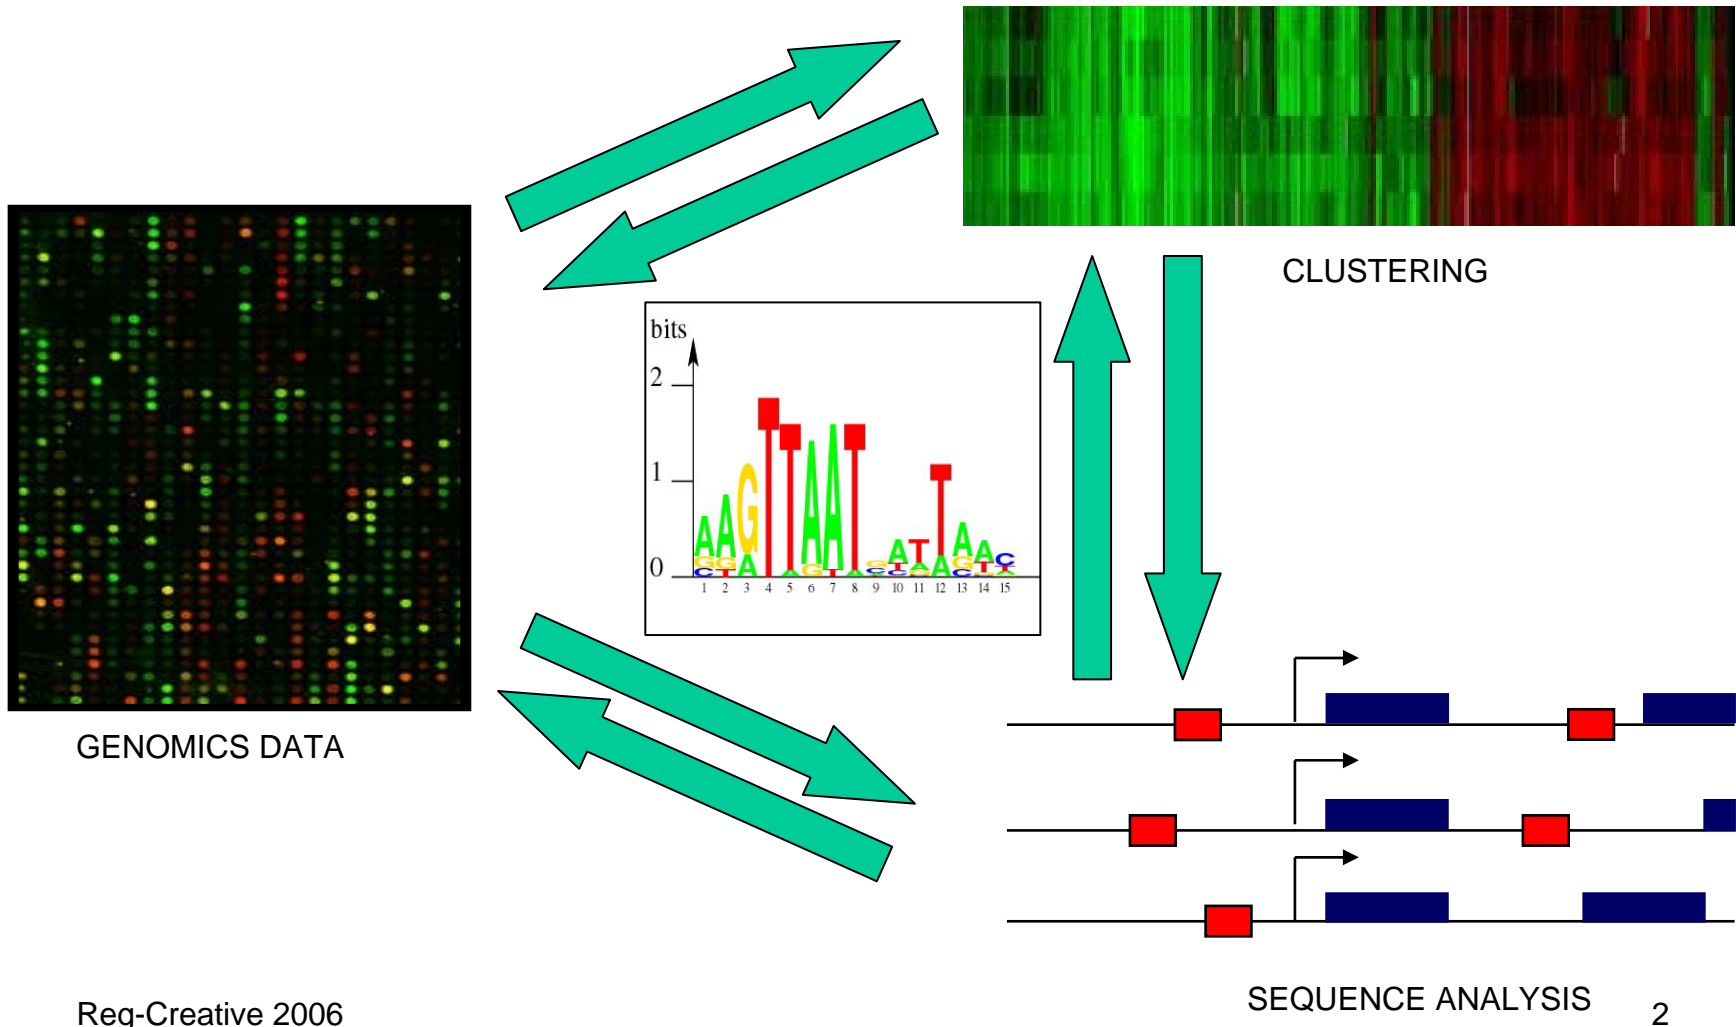 CLUSTERING
bits
2
1
0
1 2 3 4 5 6 7 8 9 10 11 12 13 14 15
GENOMICS DATA
SEQUENCE ANALYSIS
Reg-Creative 2006
2